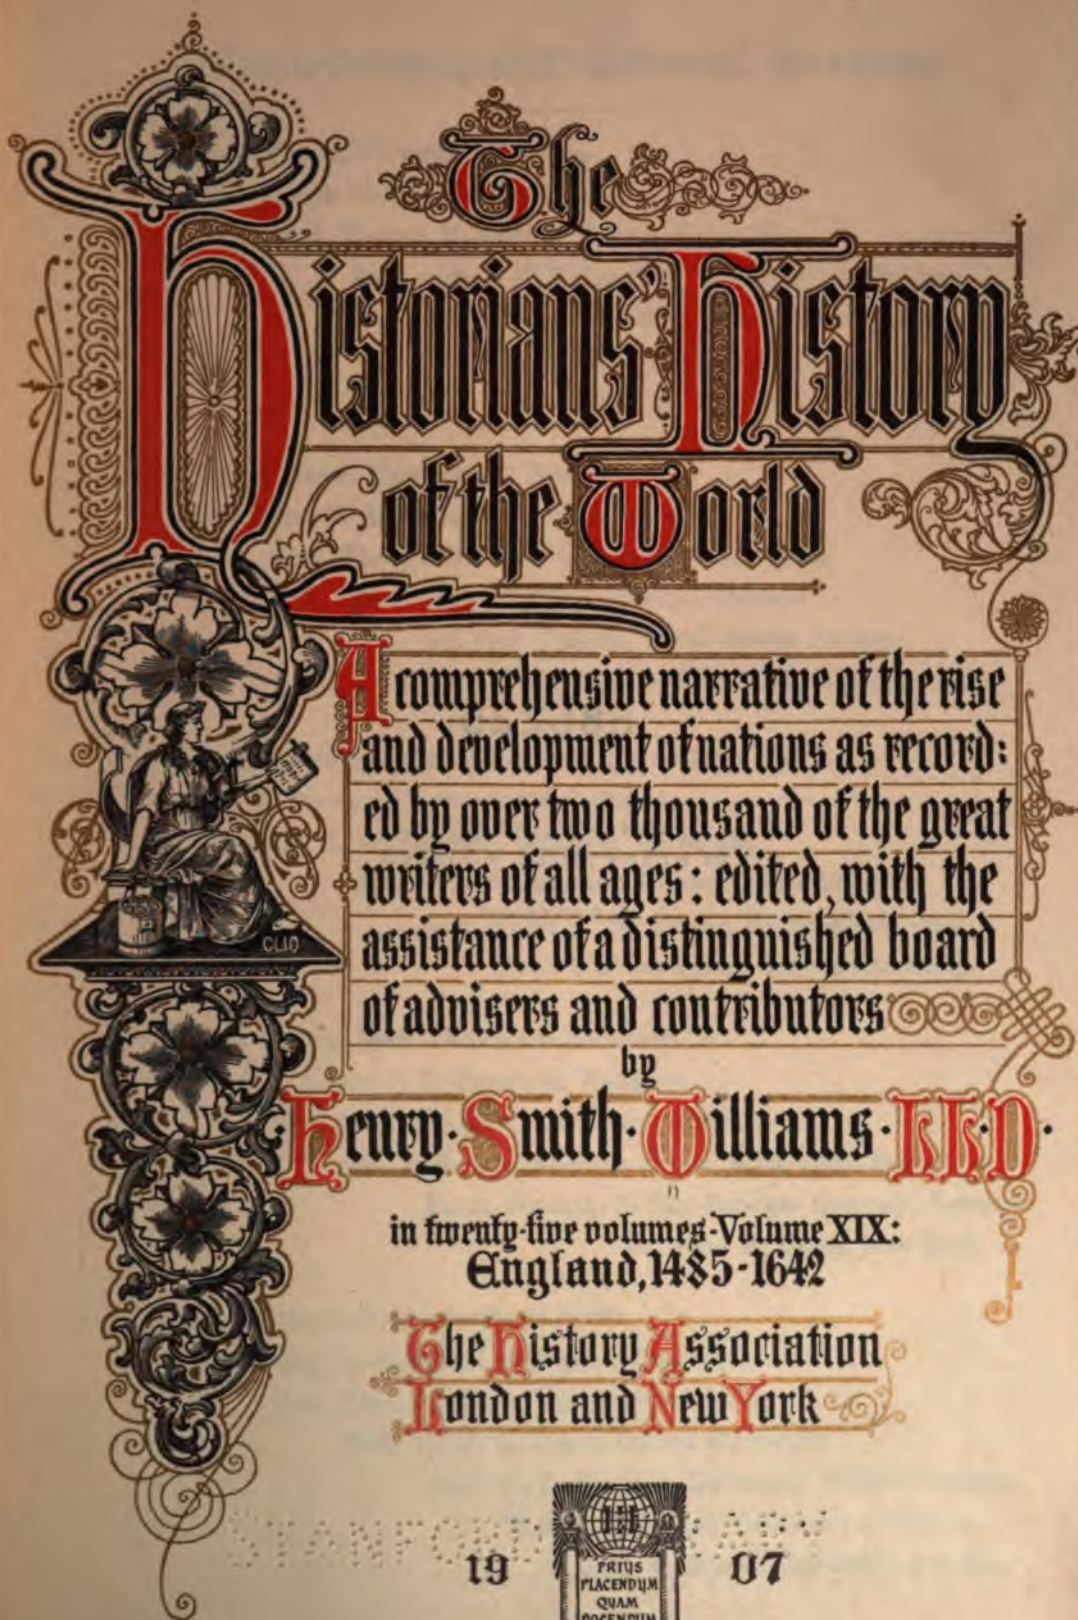 The
Historians' History
of the World
A comprehensive narrative of the rise
and development of nations as record:
ed by over two thousand of the great
writers of all ages: edited, with the
assistance of a distinguished board
of advisers and contributors
by
Henry·Smith·Williams·LL·D·
in twenty-five volumes-Volume XIX:
England, 1485-1642
The History Association
London and New York
CLIO
STANFORD
19 07
PRIUS
PLACENDUM
QUAM
DOCENDUM